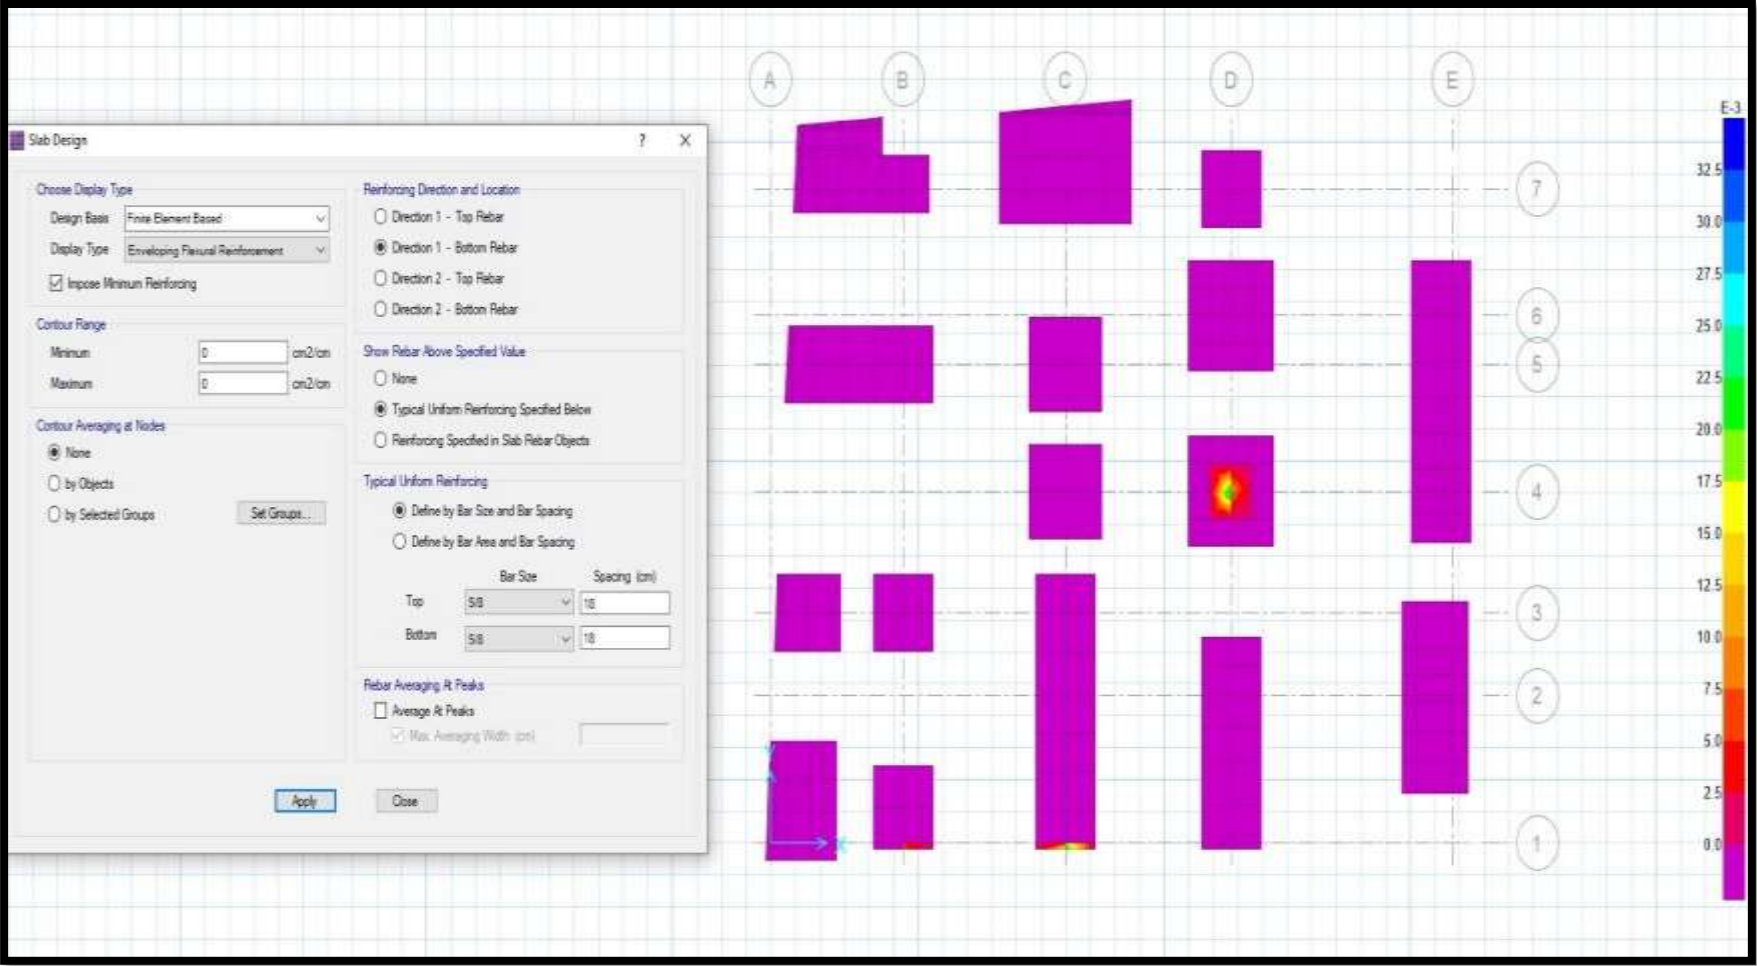 Slab Design ? X
Choose Display Type
Design Basis Finite Element Based
Display Type Enveloping Flexural Reinforcement
Impose Minimum Reinforcing
Contour Range
Minimum 0 cm2/cm
Maximum 0 cm2/cm
Contour Averaging at Nodes
None
by Objects
by Selected Groups Set Groups...
Reinforcing Direction and Location
Direction 1 - Top Rebar
Direction 1 - Bottom Rebar
Direction 2 - Top Rebar
Direction 2 - Bottom Rebar
Show Rebar Above Specified Value
None
Typical Uniform Reinforcing Specified Below
Reinforcing Specified in Slab Rebar Objects
Typical Uniform Reinforcing
Define by Bar Size and Bar Spacing
Define by Bar Area and Bar Spacing
Bar Size Spacing (cm)
Top 5/8 18
Bottom 5/8 18
Rebar Averaging At Peaks
Average At Peaks
Max. Averaging Width (cm)
Apply Close
A B C D E
7
6
5
4
3
2
1
Y
X
E-3
32.5
30.0
27.5
25.0
22.5
20.0
17.5
15.0
12.5
10.0
7.5
5.0
2.5
0.0